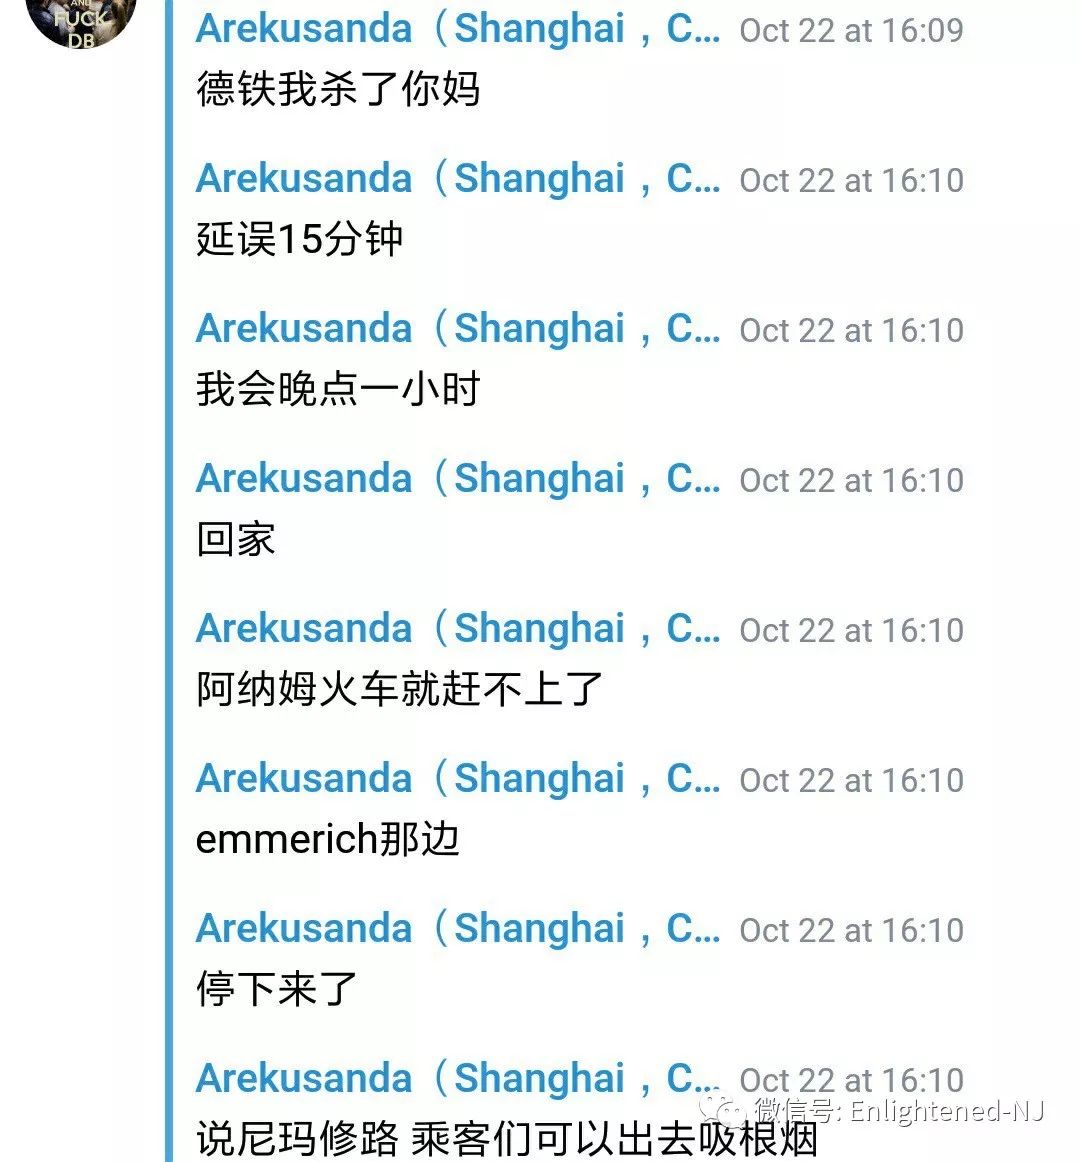 AND
FUCK
DB
Arekusanda（Shanghai，C... Oct 22 at 16:09
德铁我杀了你妈
Arekusanda（Shanghai，C... Oct 22 at 16:10
延误15分钟
Arekusanda（Shanghai，C... Oct 22 at 16:10
我会晚点一小时
Arekusanda（Shanghai，C... Oct 22 at 16:10
回家
Arekusanda（Shanghai，C... Oct 22 at 16:10
阿纳姆火车就赶不上了
Arekusanda（Shanghai，C... Oct 22 at 16:10
emmerich那边
Arekusanda（Shanghai，C... Oct 22 at 16:10
停下来了
Arekusanda（Shanghai，C... Oct 22 at 16:10
微信号: Enlightened-NJ
说尼玛修路 乘客们可以出去吸根烟